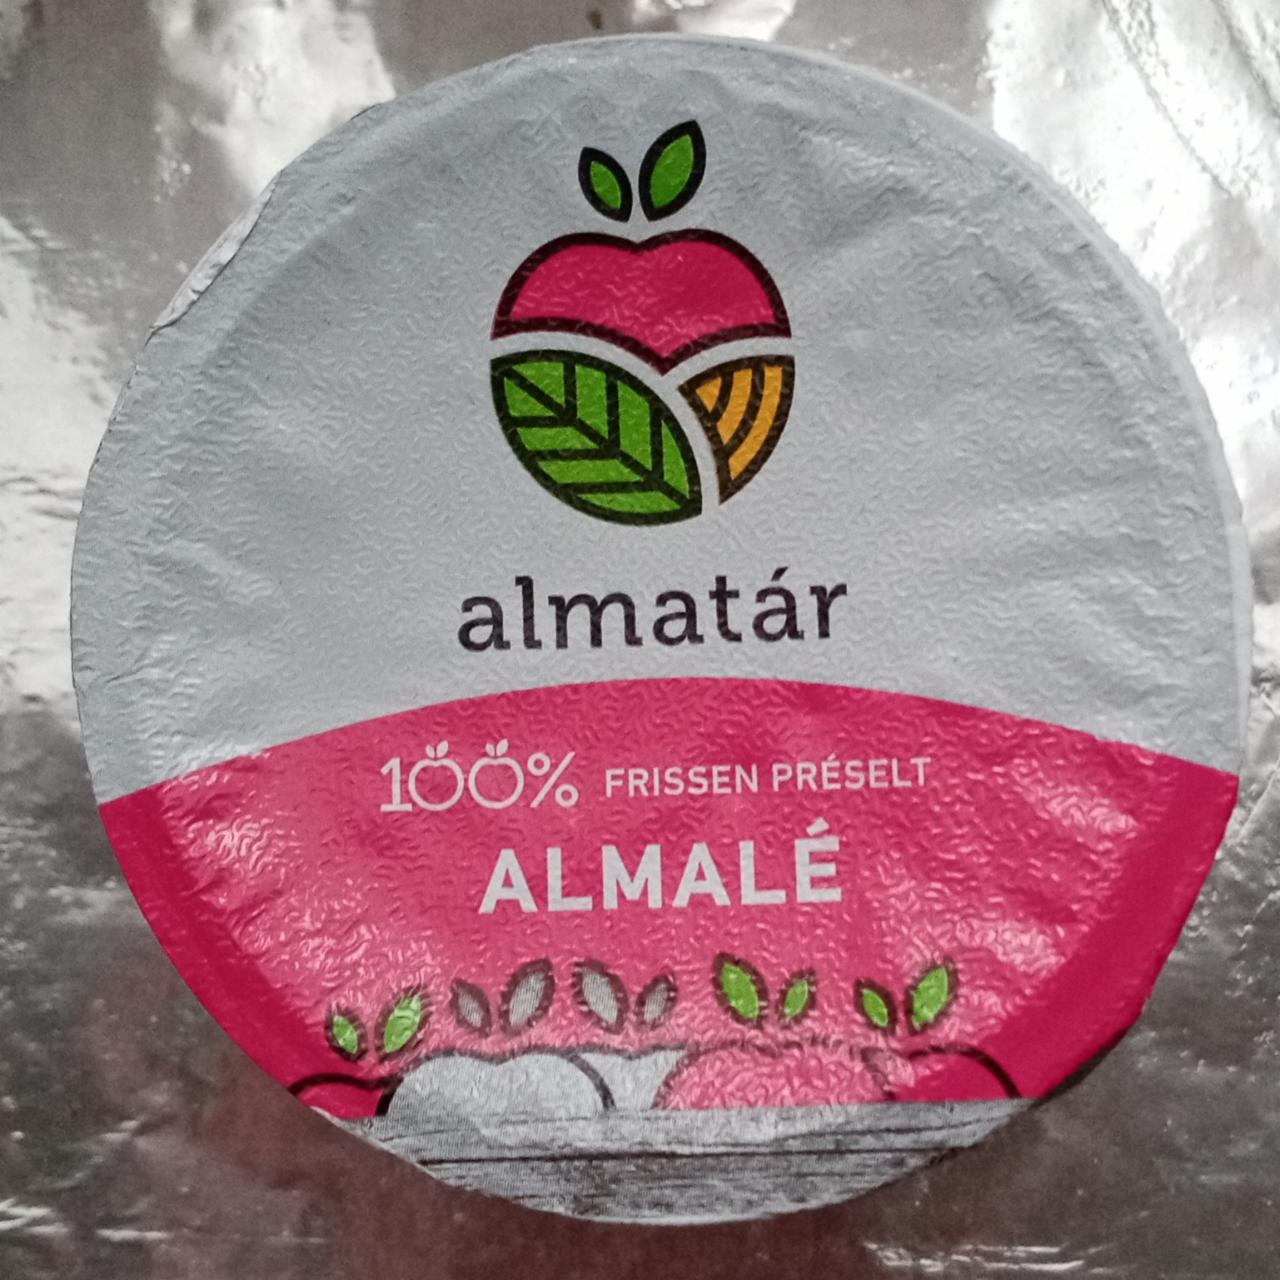 almatár
100% FRISSEN PRÉSELT
ALMALÉ